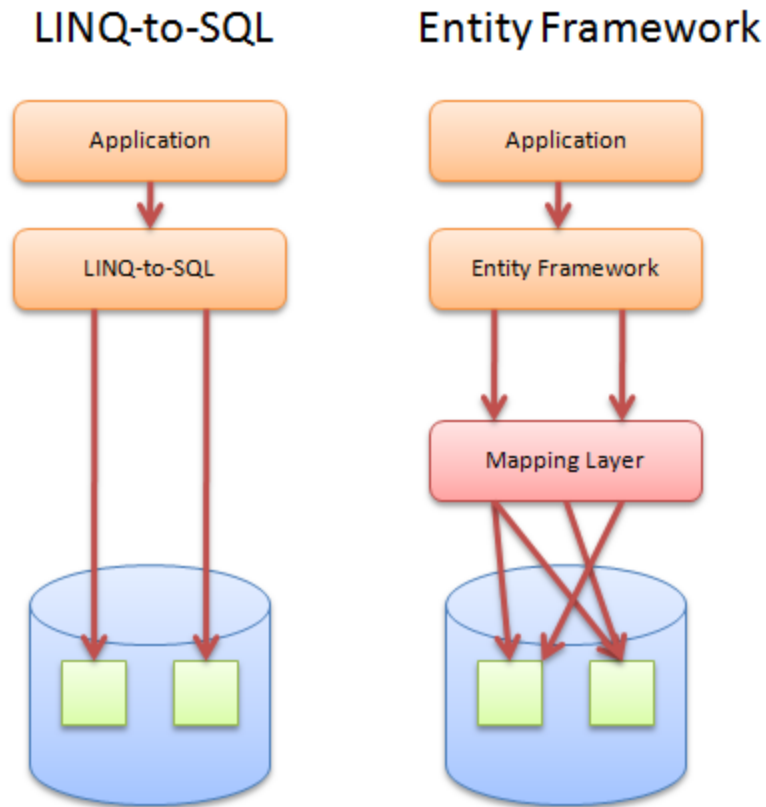 LINQ-to-SQL
Entity Framework
Application
Application
LINQ-to-SQL
Entity Framework
Mapping Layer